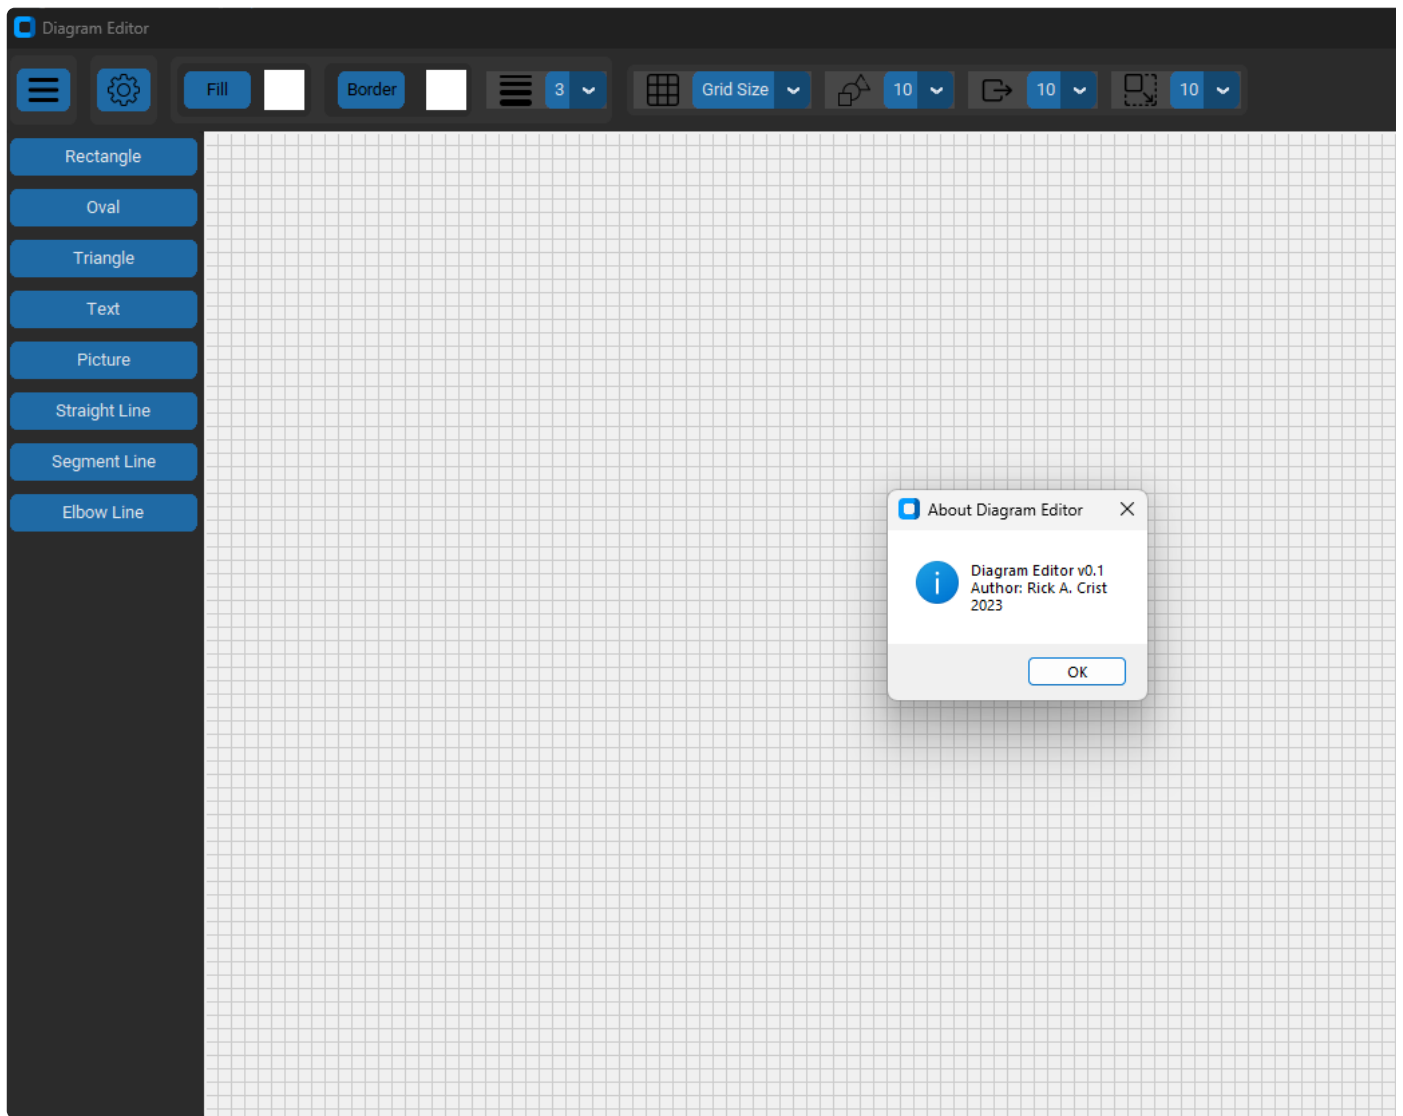 Diagram Editor
Fill
Border
3
Grid Size
10
10
10
Rectangle
Oval
Triangle
Text
Picture
Straight Line
Segment Line
Elbow Line
About Diagram Editor
Diagram Editor v0.1
Author: Rick A. Crist
2023
OK